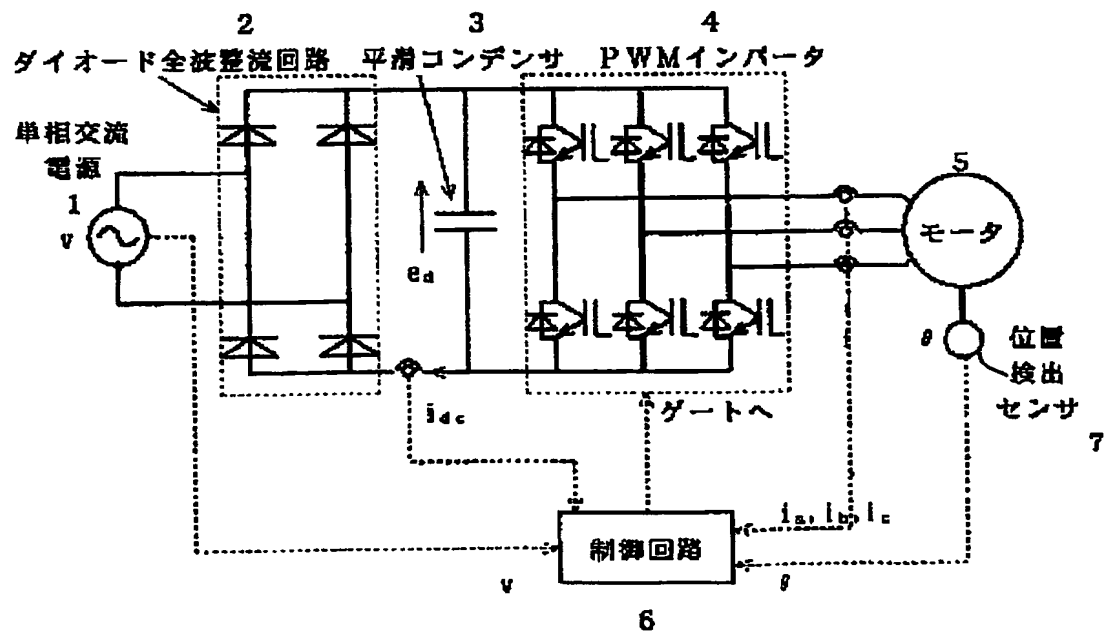 2
ダイオード全波整流回路
3
平滑コンデンサ
4
PWMインバータ
単相交流
電源
1
v
ed
5
モータ
θ
位置
検出
センサ
7
idc
ゲートへ
ia, ib, ic
制御回路
v
θ
6